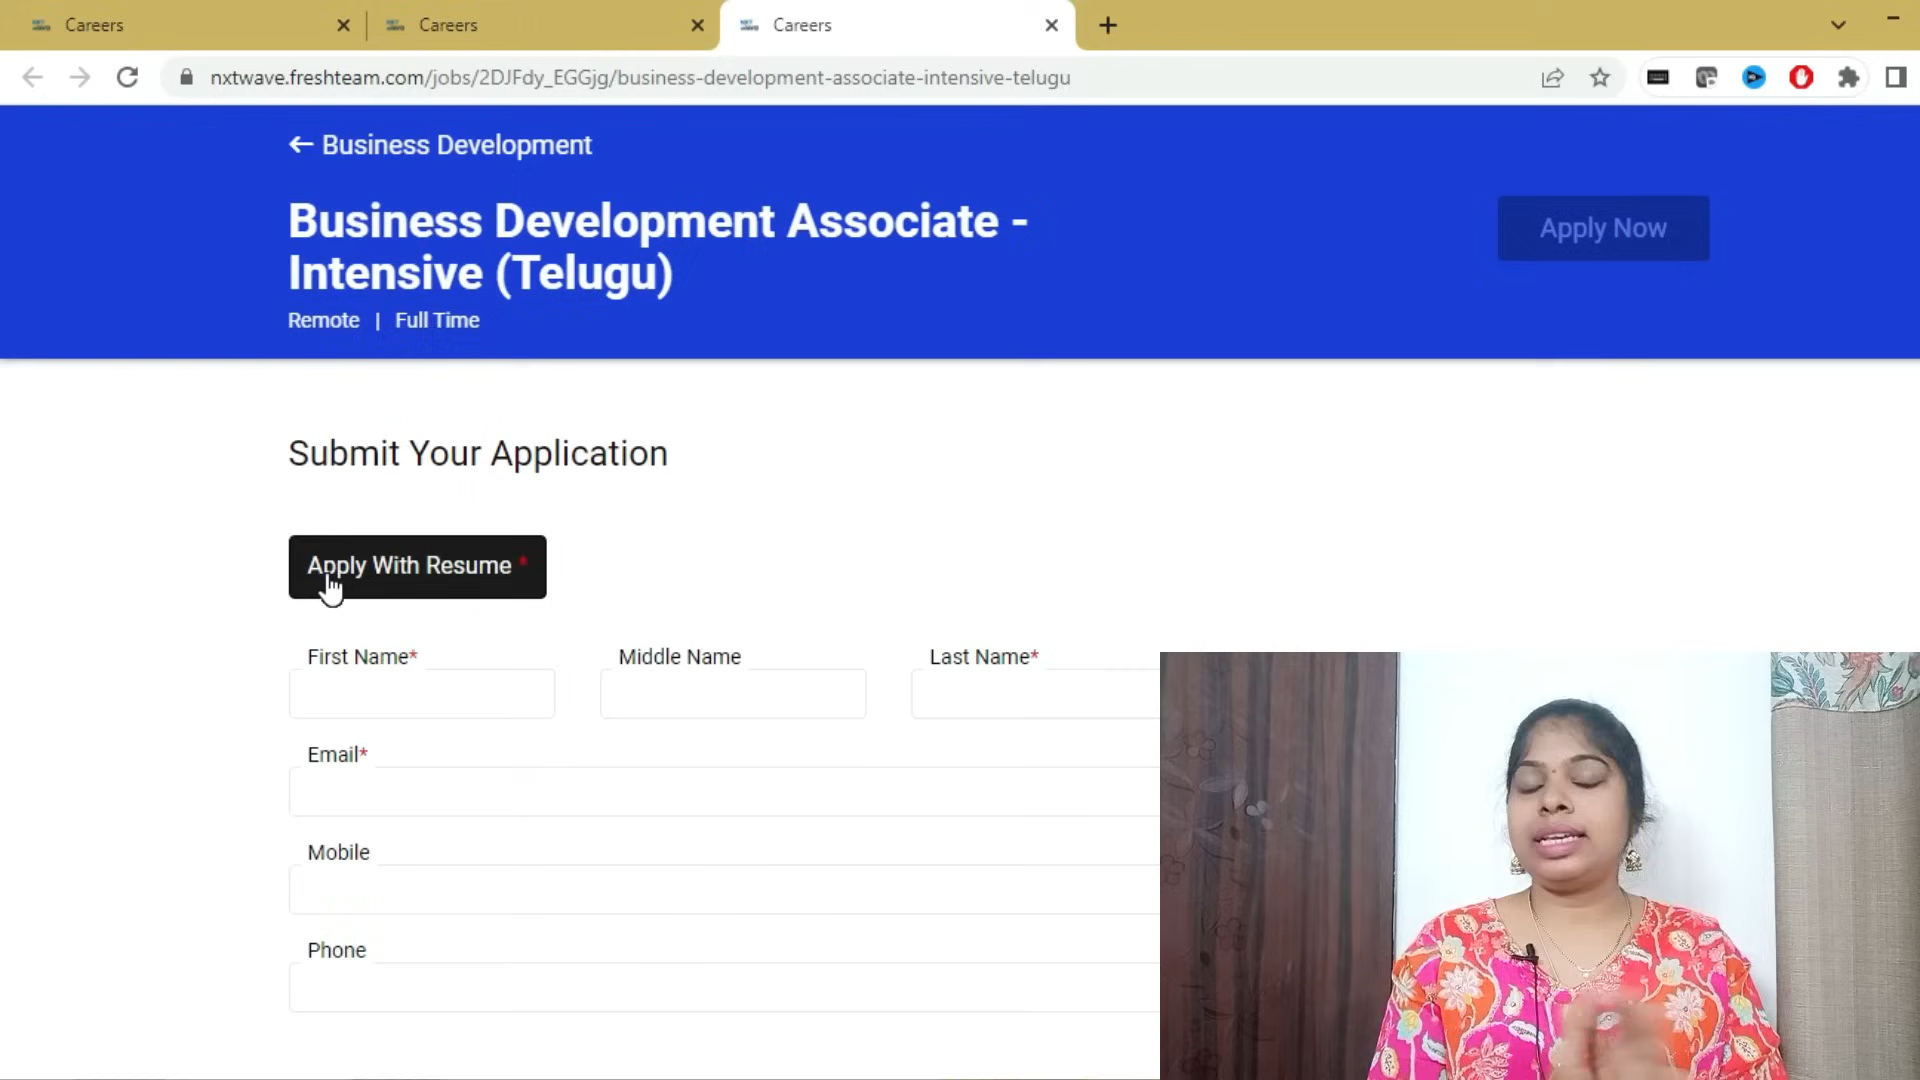 Careers
Careers
Careers
nxtwave.freshteam.com/jobs/2DJFdy_EGGjg/business-development-associate-intensive-telugu
← Business Development
Business Development Associate -
Intensive (Telugu)
Apply Now
Remote | Full Time
Submit Your Application
Apply With Resume *
First Name*
Middle Name
Last Name*
Email*
Mobile
Phone